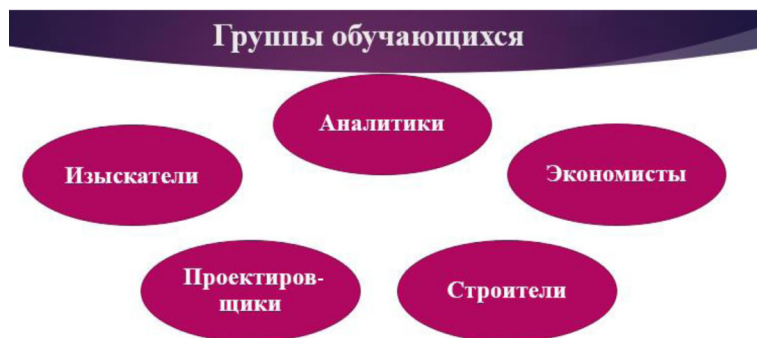 Группы обучающихся
Аналитики
Изыскатели
Экономисты
Проектиров-
щики
Строители